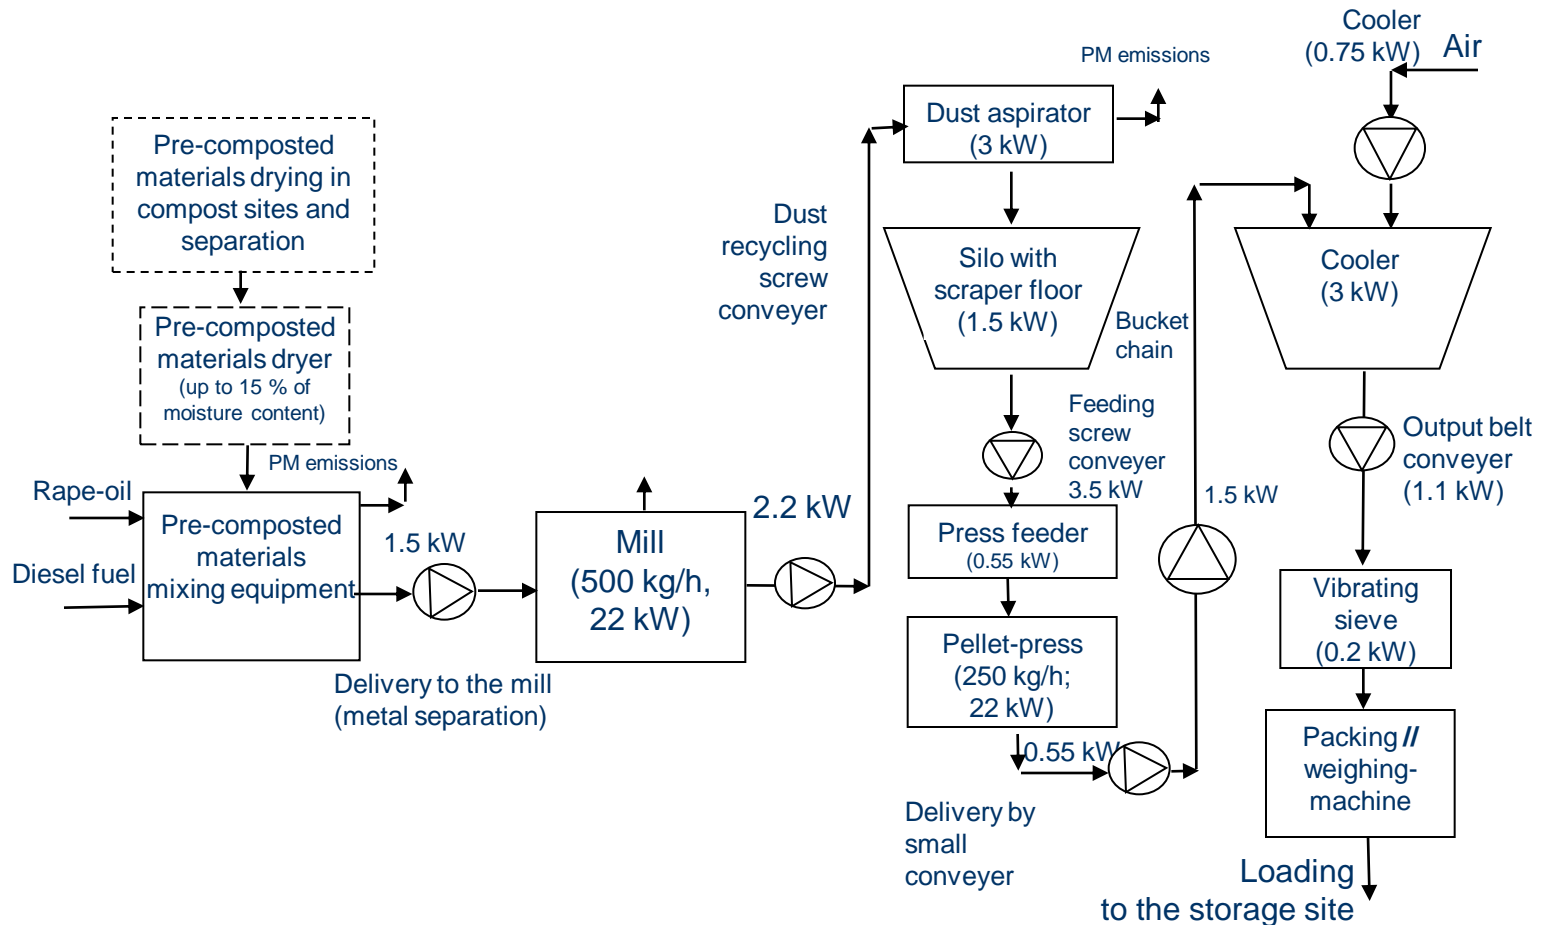 Pre-composted
materials drying in
compost sites and
separation
Pre-composted
materials dryer
(up to 15 % of
moisture content)
PM emissions
Rape-oil
Diesel fuel
Pre-composted
materials
mixing equipment
1.5 kW
Delivery to the mill
(metal separation)
Mill
(500 kg/h,
22 kW)
2.2 kW
Dust
recycling
screw
conveyer
PM emissions
Dust aspirator
(3 kW)
Silo with
scraper floor
(1.5 kW)
Feeding
screw
conveyer
3.5 kW
Press feeder
(0.55 kW)
Pellet-press
(250 kg/h;
22 kW)
0.55 kW
Delivery by
small
conveyer
Bucket
chain
1.5 kW
Cooler
(0.75 kW)
Air
Cooler
(3 kW)
Output belt
conveyer
(1.1 kW)
Vibrating
sieve
(0.2 kW)
Packing //
weighing-
machine
Loading
to the storage site